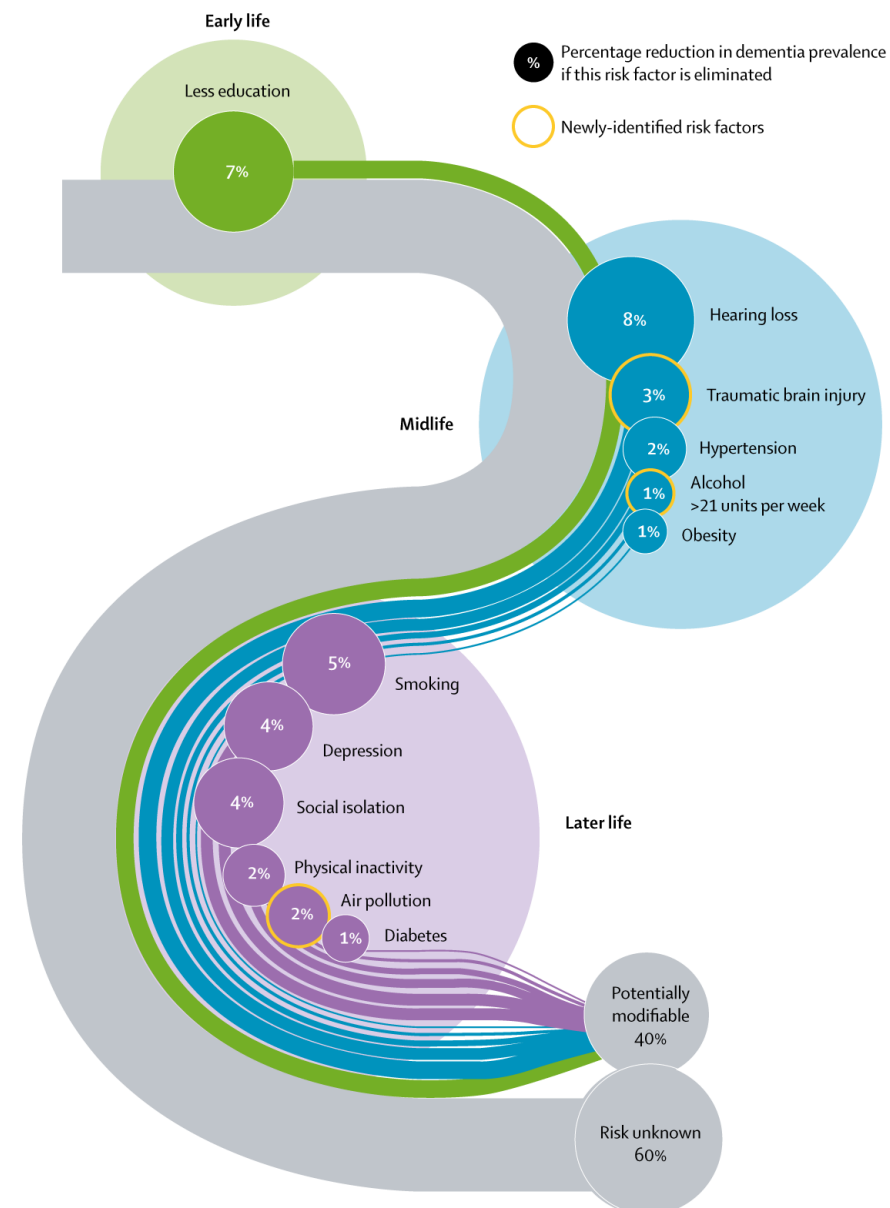 Early life
% Percentage reduction in dementia prevalence
if this risk factor is eliminated
Newly-identified risk factors
Less education
7%
8% Hearing loss
3% Traumatic brain injury
Midlife
2% Hypertension
1% Alcohol
>21 units per week
1% Obesity
5% Smoking
4% Depression
4% Social isolation
Later life
2% Physical inactivity
2% Air pollution
1% Diabetes
Potentially
modifiable
40%
Risk unknown
60%